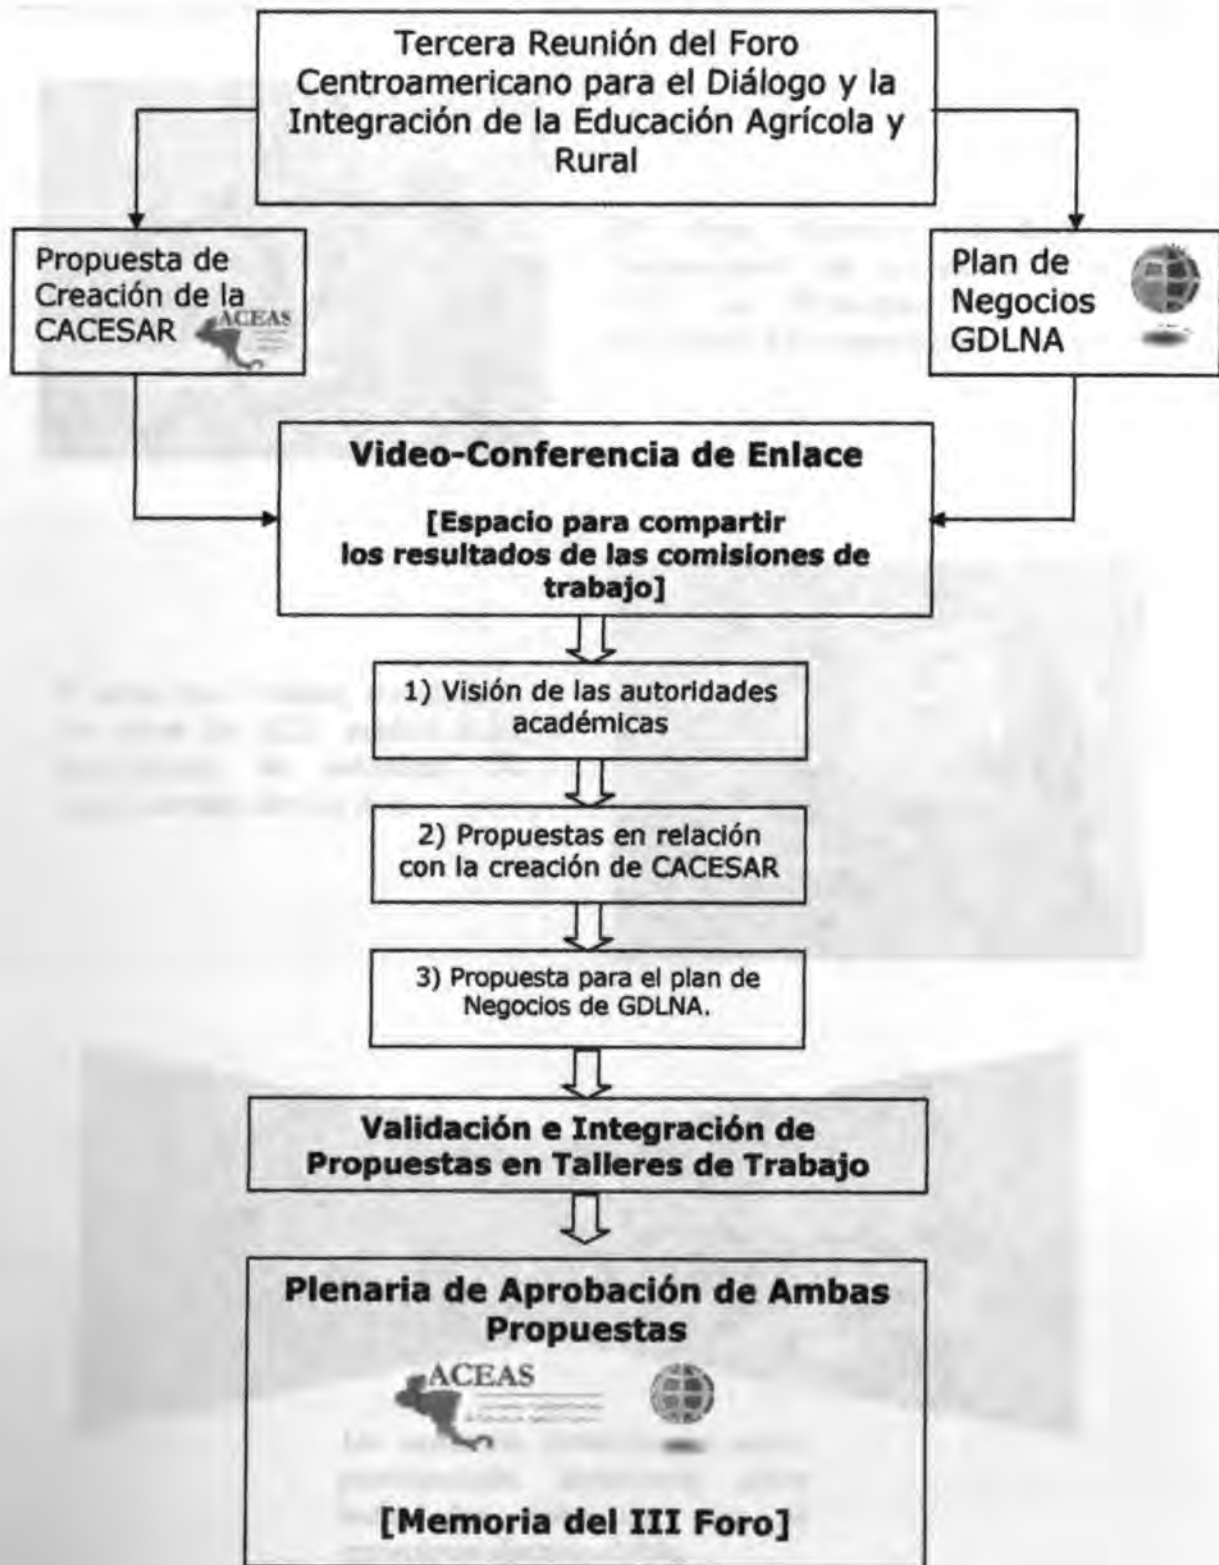 Tercera Reunión del Foro
Centroamericano para el Diálogo y la
Integración de la Educación Agrícola y
Rural
Propuesta de
Creación de la
CACESAR
ACEAS
Plan de
Negocios
GDLNA
Video-Conferencia de Enlace
[Espacio para compartir
los resultados de las comisiones de
trabajo]
1) Visión de las autoridades
académicas
2) Propuestas en relación
con la creación de CACESAR
3) Propuesta para el plan de
Negocios de GDLNA.
Validación e Integración de
Propuestas en Talleres de Trabajo
Plenaria de Aprobación de Ambas
Propuestas
ACEAS
[Memoria del III Foro]